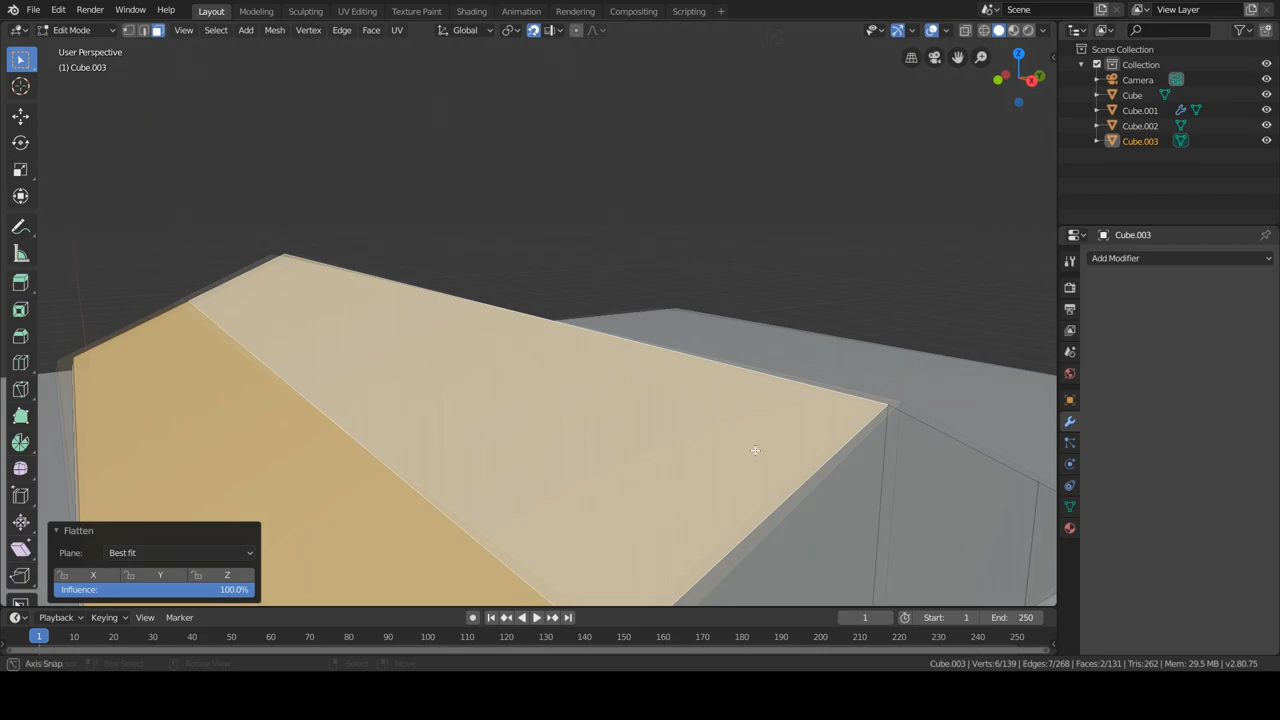 File Edit Render Window Help Layout Modeling Sculpting UV Editing Texture Paint Shading Animation Rendering Compositing Scripting + Scene View Layer
Edit Mode View Select Add Mesh Vertex Edge Face UV Global
User Perspective
(1) Cube.003
Z
Y
X
Scene Collection
Collection
Camera
Cube
Cube.001
Cube.002
Cube.003
Cube.003
Add Modifier
Flatten
Plane: Best fit
X Y Z
Influence: 100.0%
Playback Keying View Marker 1 Start: 1 End: 250
1 10 20 30 40 50 60 70 80 90 100 110 120 130 140 150 160 170 180 190 200 210 220 230 240 250
Axis Snap Box Select Rotate View Select Move Cube.003 | Verts:6/139 | Edges:7/268 | Faces:2/131 | Tris:262 | Mem: 29.5 MB | v2.80.75